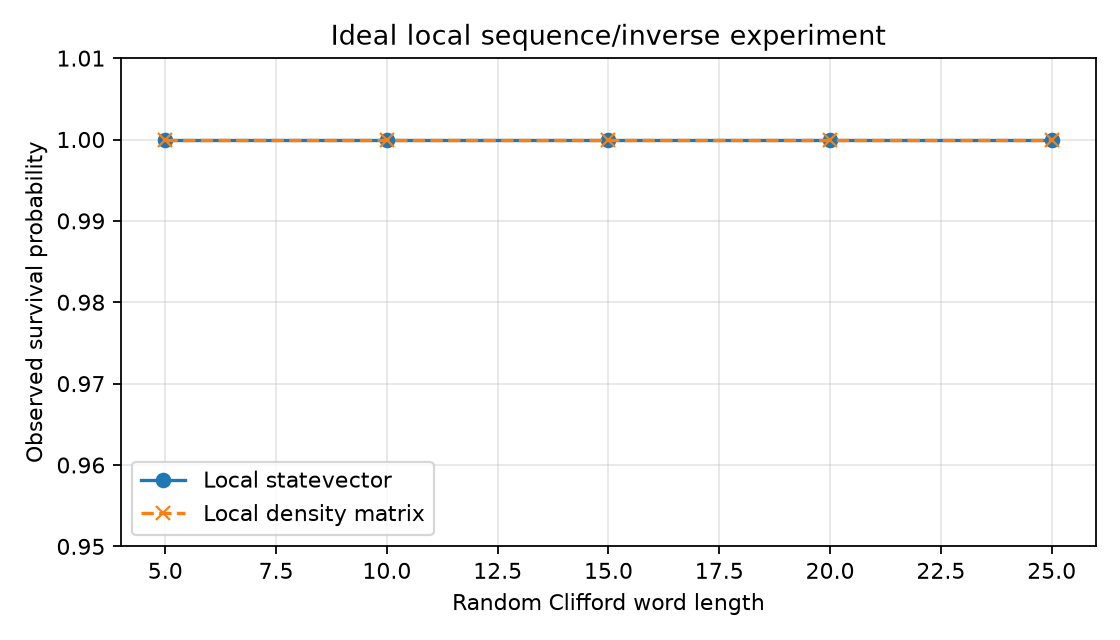 Ideal local sequence/inverse experiment
Observed survival probability
1.01
1.00
0.99
0.98
0.97
0.96
0.95
Local statevector
Local density matrix
5.0 7.5 10.0 12.5 15.0 17.5 20.0 22.5 25.0
Random Clifford word length